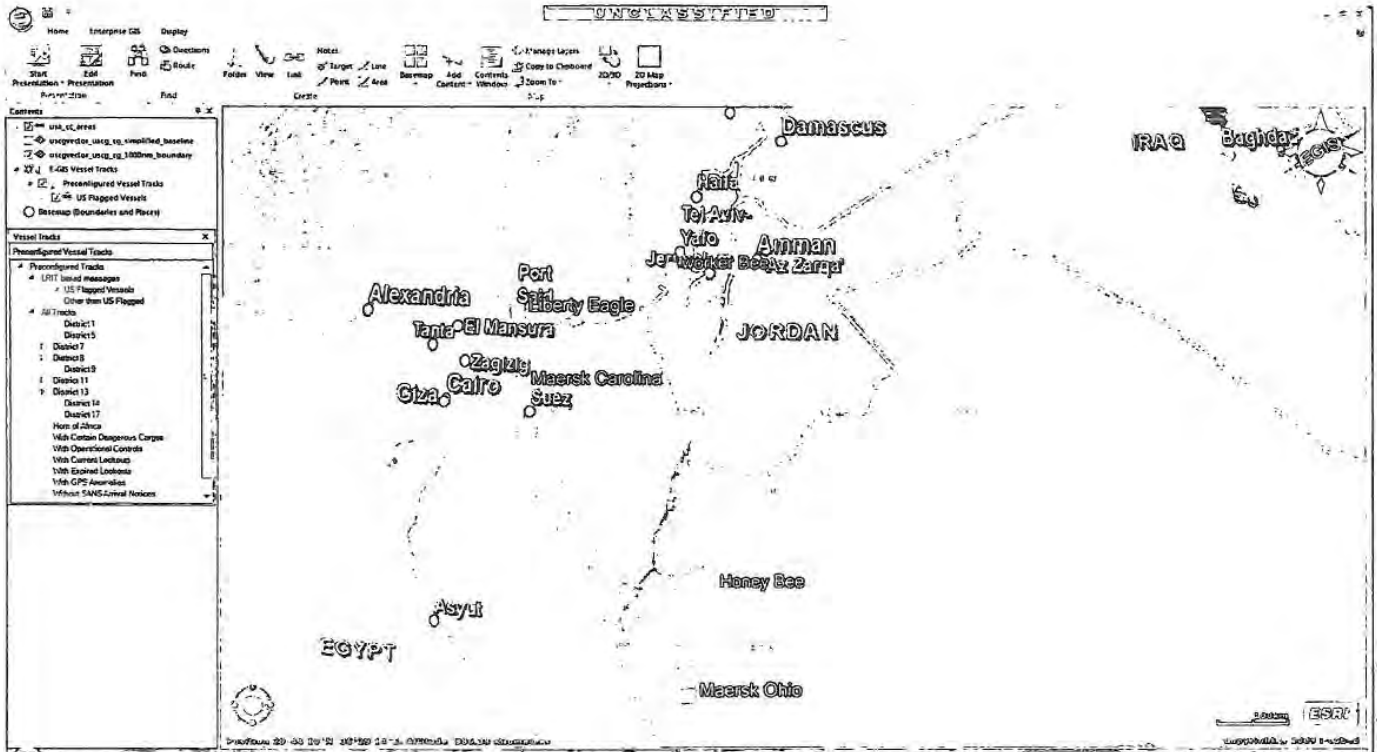 UNCLASSIFIED
Home Enterprise GIS Display
Start Presentation
Edit Presentation
Find
Directions
Route
Folder View Link
Notes
Target Line
Point Area
Basemap
Add Content
Contents Window
Manage Layers
Copy to Clipboard
Zoom To
2D/3D
2D Map Projections
Presentation Find Create Map
Contents
usa_ct_areas
uscgvector_uscg_cg_simplified_baseline
uscgvector_uscg_cg_1000nm_boundary
E-GIS Vessel Tracks
Preconfigured Vessel Tracks
US Flagged Vessels
Basemap (Boundaries and Places)
Vessel Tracks
Preconfigured Vessel Tracks
Preconfigured Tracks
LRIT based messages
US Flagged Vessels
Other than US Flagged
All Tracks
District 1
District 5
District 7
District 8
District 9
District 11
District 13
District 14
District 17
Horn of Africa
With Certain Dangerous Cargos
With Operational Controls
With Current Lookouts
With Expired Lookouts
With GPS Anomalies
Without SANS Arrival Notices
Damascus
IRAQ
EGIS
Haifa
Tel Aviv-
Yafo
Amman
Az Zarqa'
Port
Said
Liberty Eagle
Alexandria
El Mansura
Tanta
JORDAN
Zagizig
Maersk Carolina
Giza
Cairo
Suez
Honey Bee
Asyut
EGYPT
Maersk Ohio
ESRI